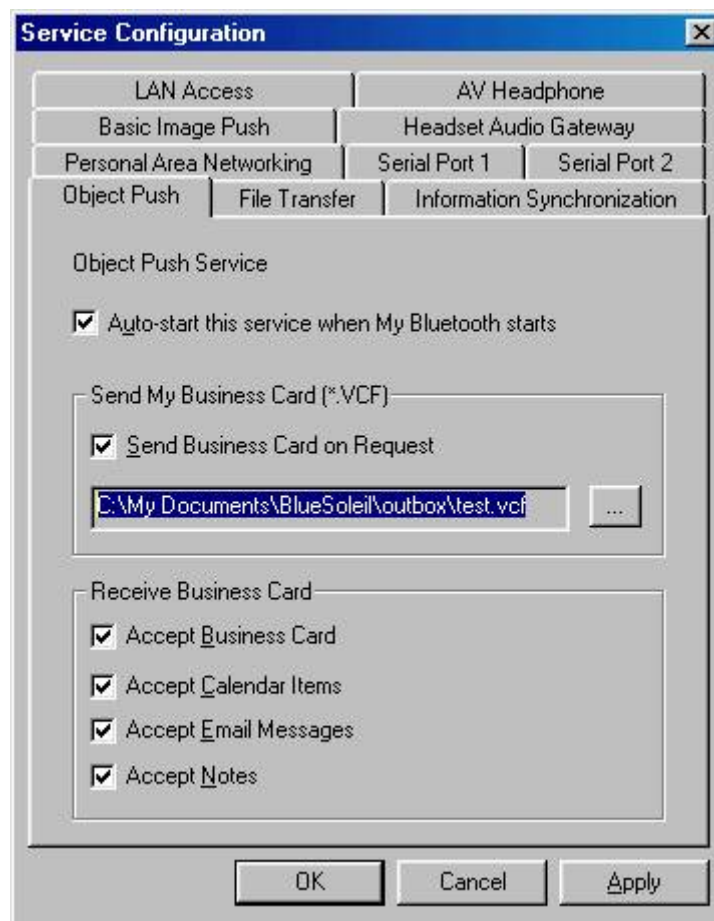 Service Configuration
LAN Access AV Headphone
Basic Image Push Headset Audio Gateway
Personal Area Networking Serial Port 1 Serial Port 2
Object Push File Transfer Information Synchronization
Object Push Service
Auto-start this service when My Bluetooth starts
Send My Business Card (*.VCF)
Send Business Card on Request
C:\My Documents\BlueSoleil\outbox\test.vcf ...
Receive Business Card
Accept Business Card
Accept Calendar Items
Accept Email Messages
Accept Notes
OK Cancel Apply